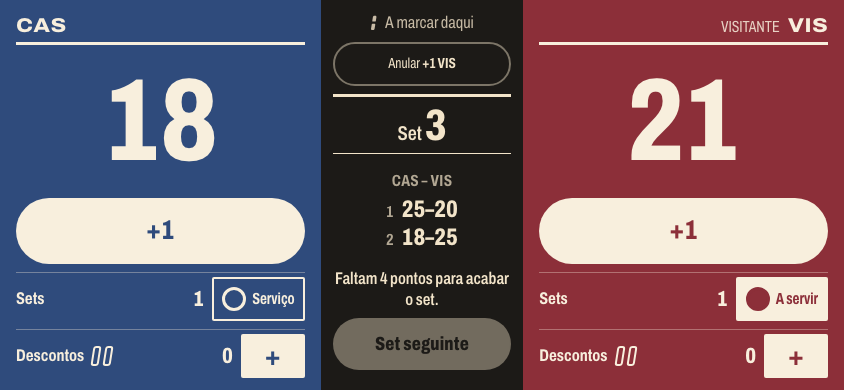 CAS
18
+1
Sets 1 Serviço
Descontos 0 +
A marcar daqui
Anular +1 VIS
Set 3
CAS – VIS
1 25–20
2 18–25
Faltam 4 pontos para acabar
o set.
Set seguinte
VISITANTE VIS
21
+1
Sets 1 A servir
Descontos 0 +